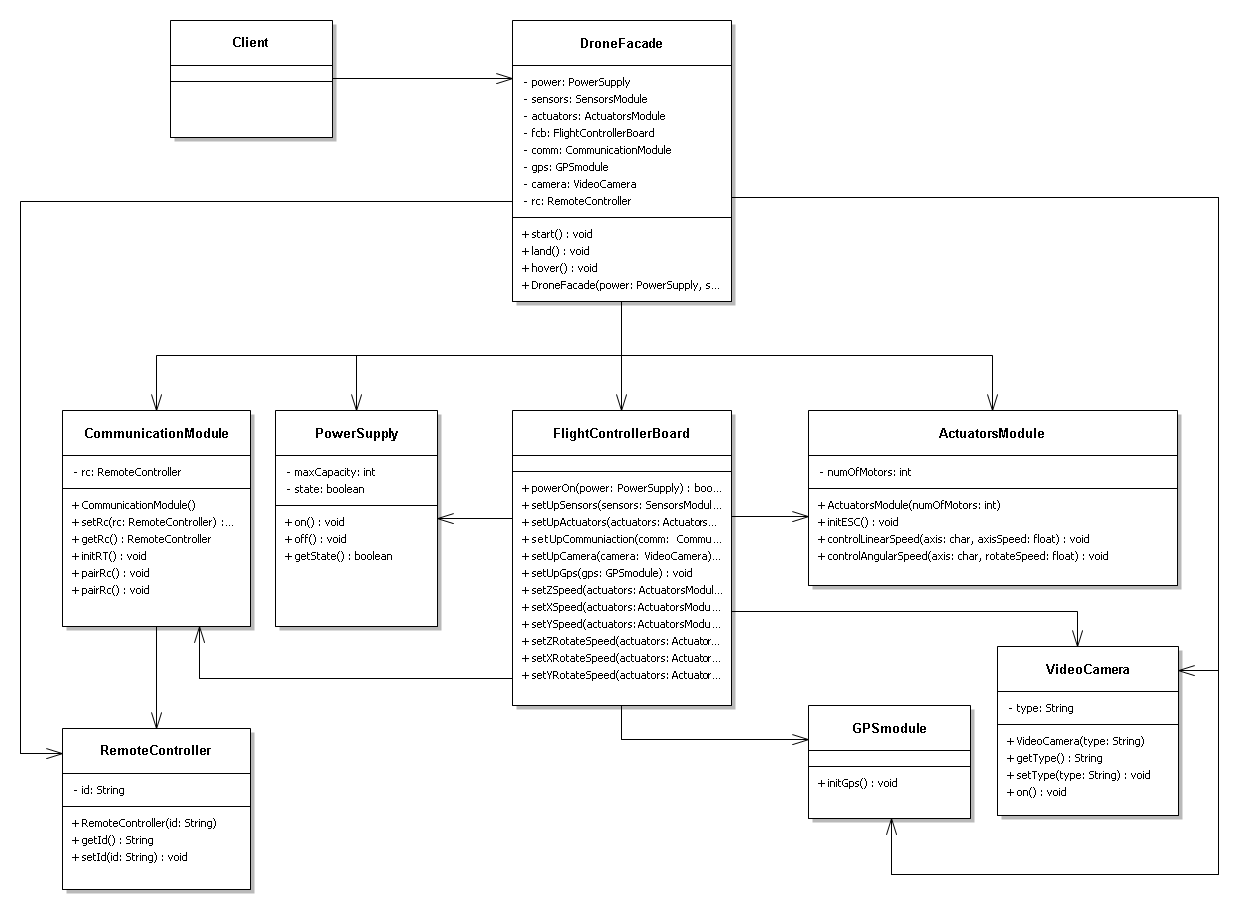 Client
DroneFacade
- power: PowerSupply
- sensors: SensorsModule
- actuators: ActuatorsModule
- fcb: FlightControllerBoard
- comm: CommunicationModule
- gps: GPSmodule
- camera: VideoCamera
- rc: RemoteController
+ start() : void
+ land() : void
+ hover() : void
+ DroneFacade(power: PowerSupply, s...
CommunicationModule
- rc: RemoteController
+ CommunicationModule()
+ setRc(rc: RemoteController) :...
+ getRc() : RemoteController
+ initRT() : void
+ pairRc() : void
+ pairRc() : void
PowerSupply
- maxCapacity: int
- state: boolean
+ on() : void
+ off() : void
+ getState() : boolean
FlightControllerBoard
+ powerOn(power: PowerSupply) : boo...
+ setUpSensors(sensors: SensorsModul...
+ setUpActuators(actuators: Actuators...
+ setUpCommuniaction(comm: Commu...
+ setUpCamera(camera: VideoCamera)...
+ setUpGps(gps: GPSmodule) : void
+ setZSpeed(actuators: ActuatorsModul...
+ setXSpeed(actuators: ActuatorsModu...
+ setYSpeed(actuators: ActuatorsModu...
+ setZRotateSpeed(actuators: Actuator...
+ setXRotateSpeed(actuators: Actuator...
+ setYRotateSpeed(actuators: Actuator...
ActuatorsModule
- numOfMotors: int
+ ActuatorsModule(numOfMotors: int)
+ initESC() : void
+ controlLinearSpeed(axis: char, axisSpeed: float) : void
+ controlAngularSpeed(axis: char, rotateSpeed: float) : void
VideoCamera
- type: String
+ VideoCamera(type: String)
+ getType() : String
+ setType(type: String) : void
+ on() : void
GPSmodule
+ initGps() : void
RemoteController
- id: String
+ RemoteController(id: String)
+ getId() : String
+ setId(id: String) : void